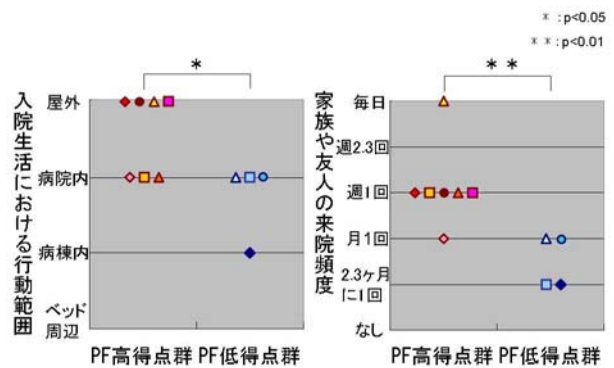 *:p<0.05
**:p<0.01
*
**
入院生活における行動範囲
屋外
病院内
病棟内
ベッド
周辺
PF高得点群 PF低得点群
家族や友人の来院頻度
毎日
週2.3回
週1回
月1回
2.3ヶ月
に1回
なし
PF高得点群 PF低得点群